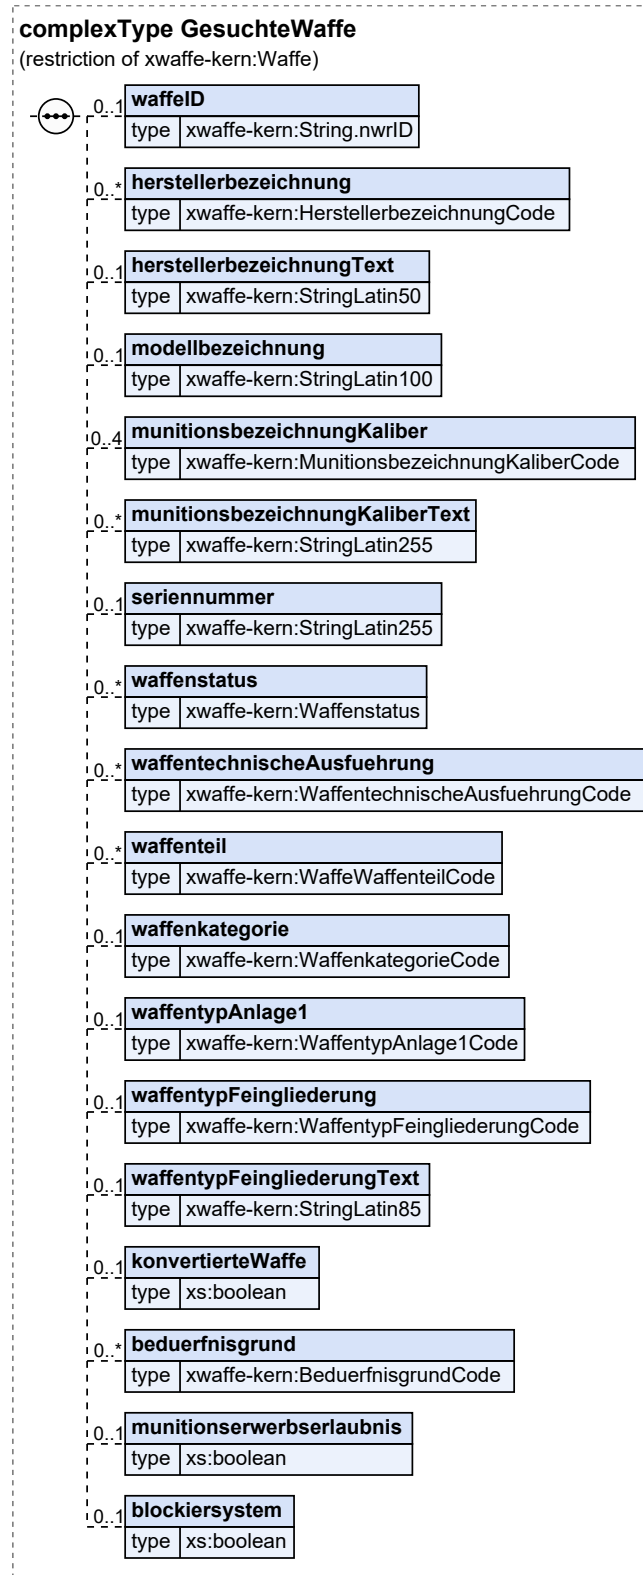 complexType GesuchteWaffe
(restriction of xwaffe-kern:Waffe)
0..1 waffeID
type xwaffe-kern:String.nwrID
0..* herstellerbezeichnung
type xwaffe-kern:HerstellerbezeichnungCode
0..1 herstellerbezeichnungText
type xwaffe-kern:StringLatin50
0..1 modellbezeichnung
type xwaffe-kern:StringLatin100
0..4 munitionsbezeichnungKaliber
type xwaffe-kern:MunitionsbezeichnungKaliberCode
0..* munitionsbezeichnungKaliberText
type xwaffe-kern:StringLatin255
0..1 seriennummer
type xwaffe-kern:StringLatin255
0..* waffenstatus
type xwaffe-kern:Waffenstatus
0..* waffentechnischeAusfuehrung
type xwaffe-kern:WaffentechnischeAusfuehrungCode
0..* waffenteil
type xwaffe-kern:WaffeWaffenteilCode
0..1 waffenkategorie
type xwaffe-kern:WaffenkategorieCode
0..1 waffentypAnlage1
type xwaffe-kern:WaffentypAnlage1Code
0..1 waffentypFeingliederung
type xwaffe-kern:WaffentypFeingliederungCode
0..1 waffentypFeingliederungText
type xwaffe-kern:StringLatin85
0..1 konvertierteWaffe
type xs:boolean
0..* beduerfnisgrund
type xwaffe-kern:BeduerfnisgrundCode
0..1 munitionserwerbserlaubnis
type xs:boolean
0..1 blockiersystem
type xs:boolean